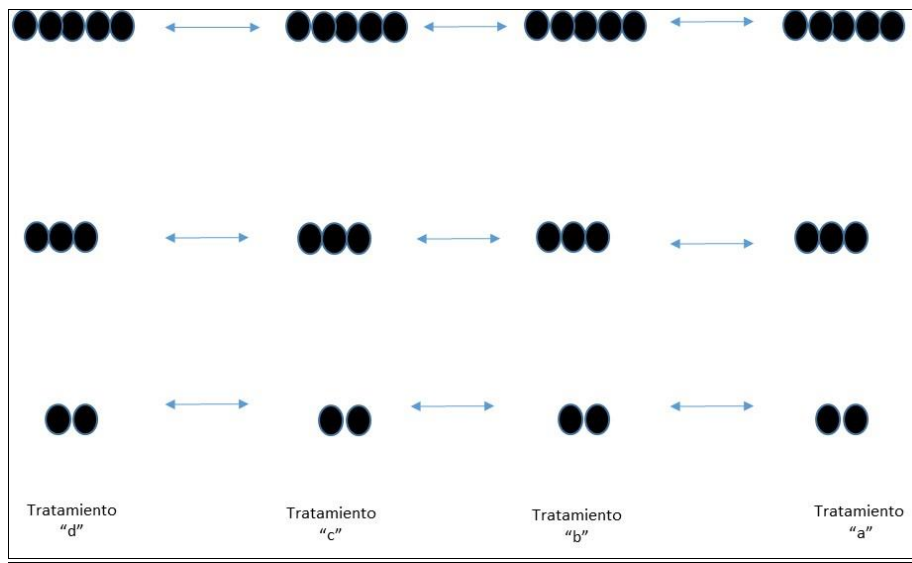 Tratamiento
“d”
Tratamiento
“c”
Tratamiento
“b”
Tratamiento
“a”